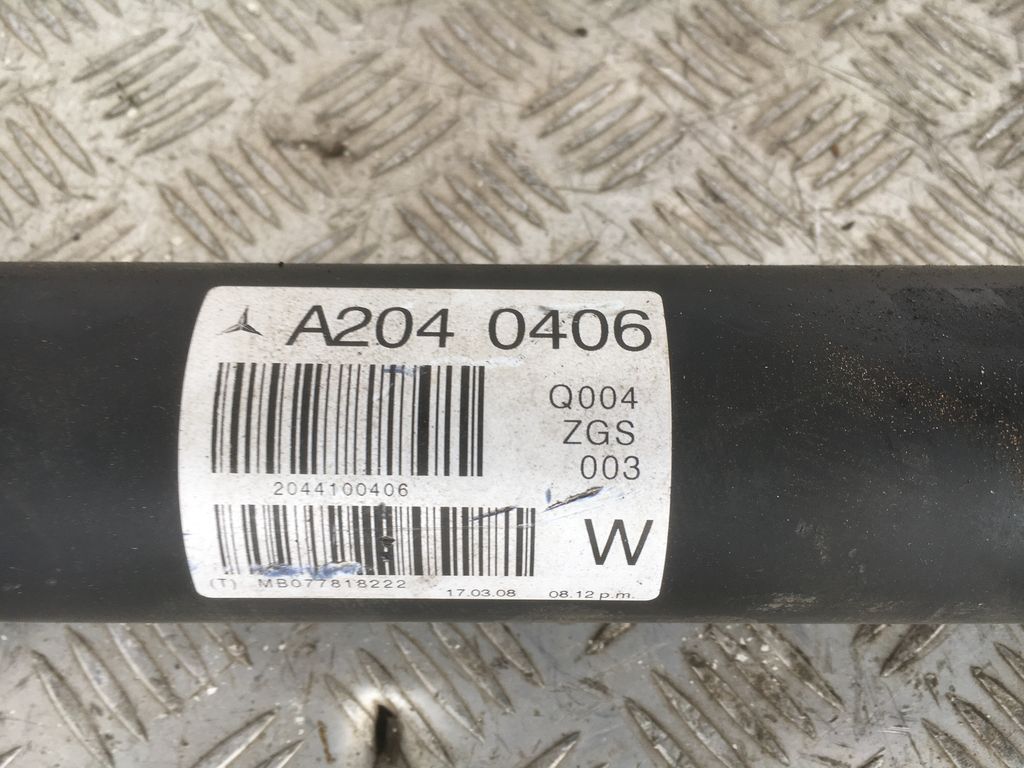 A204 0406
Q004
ZGS
003
2044100406
W
(T) MB077818222
17.03.08 08.12 p.m.